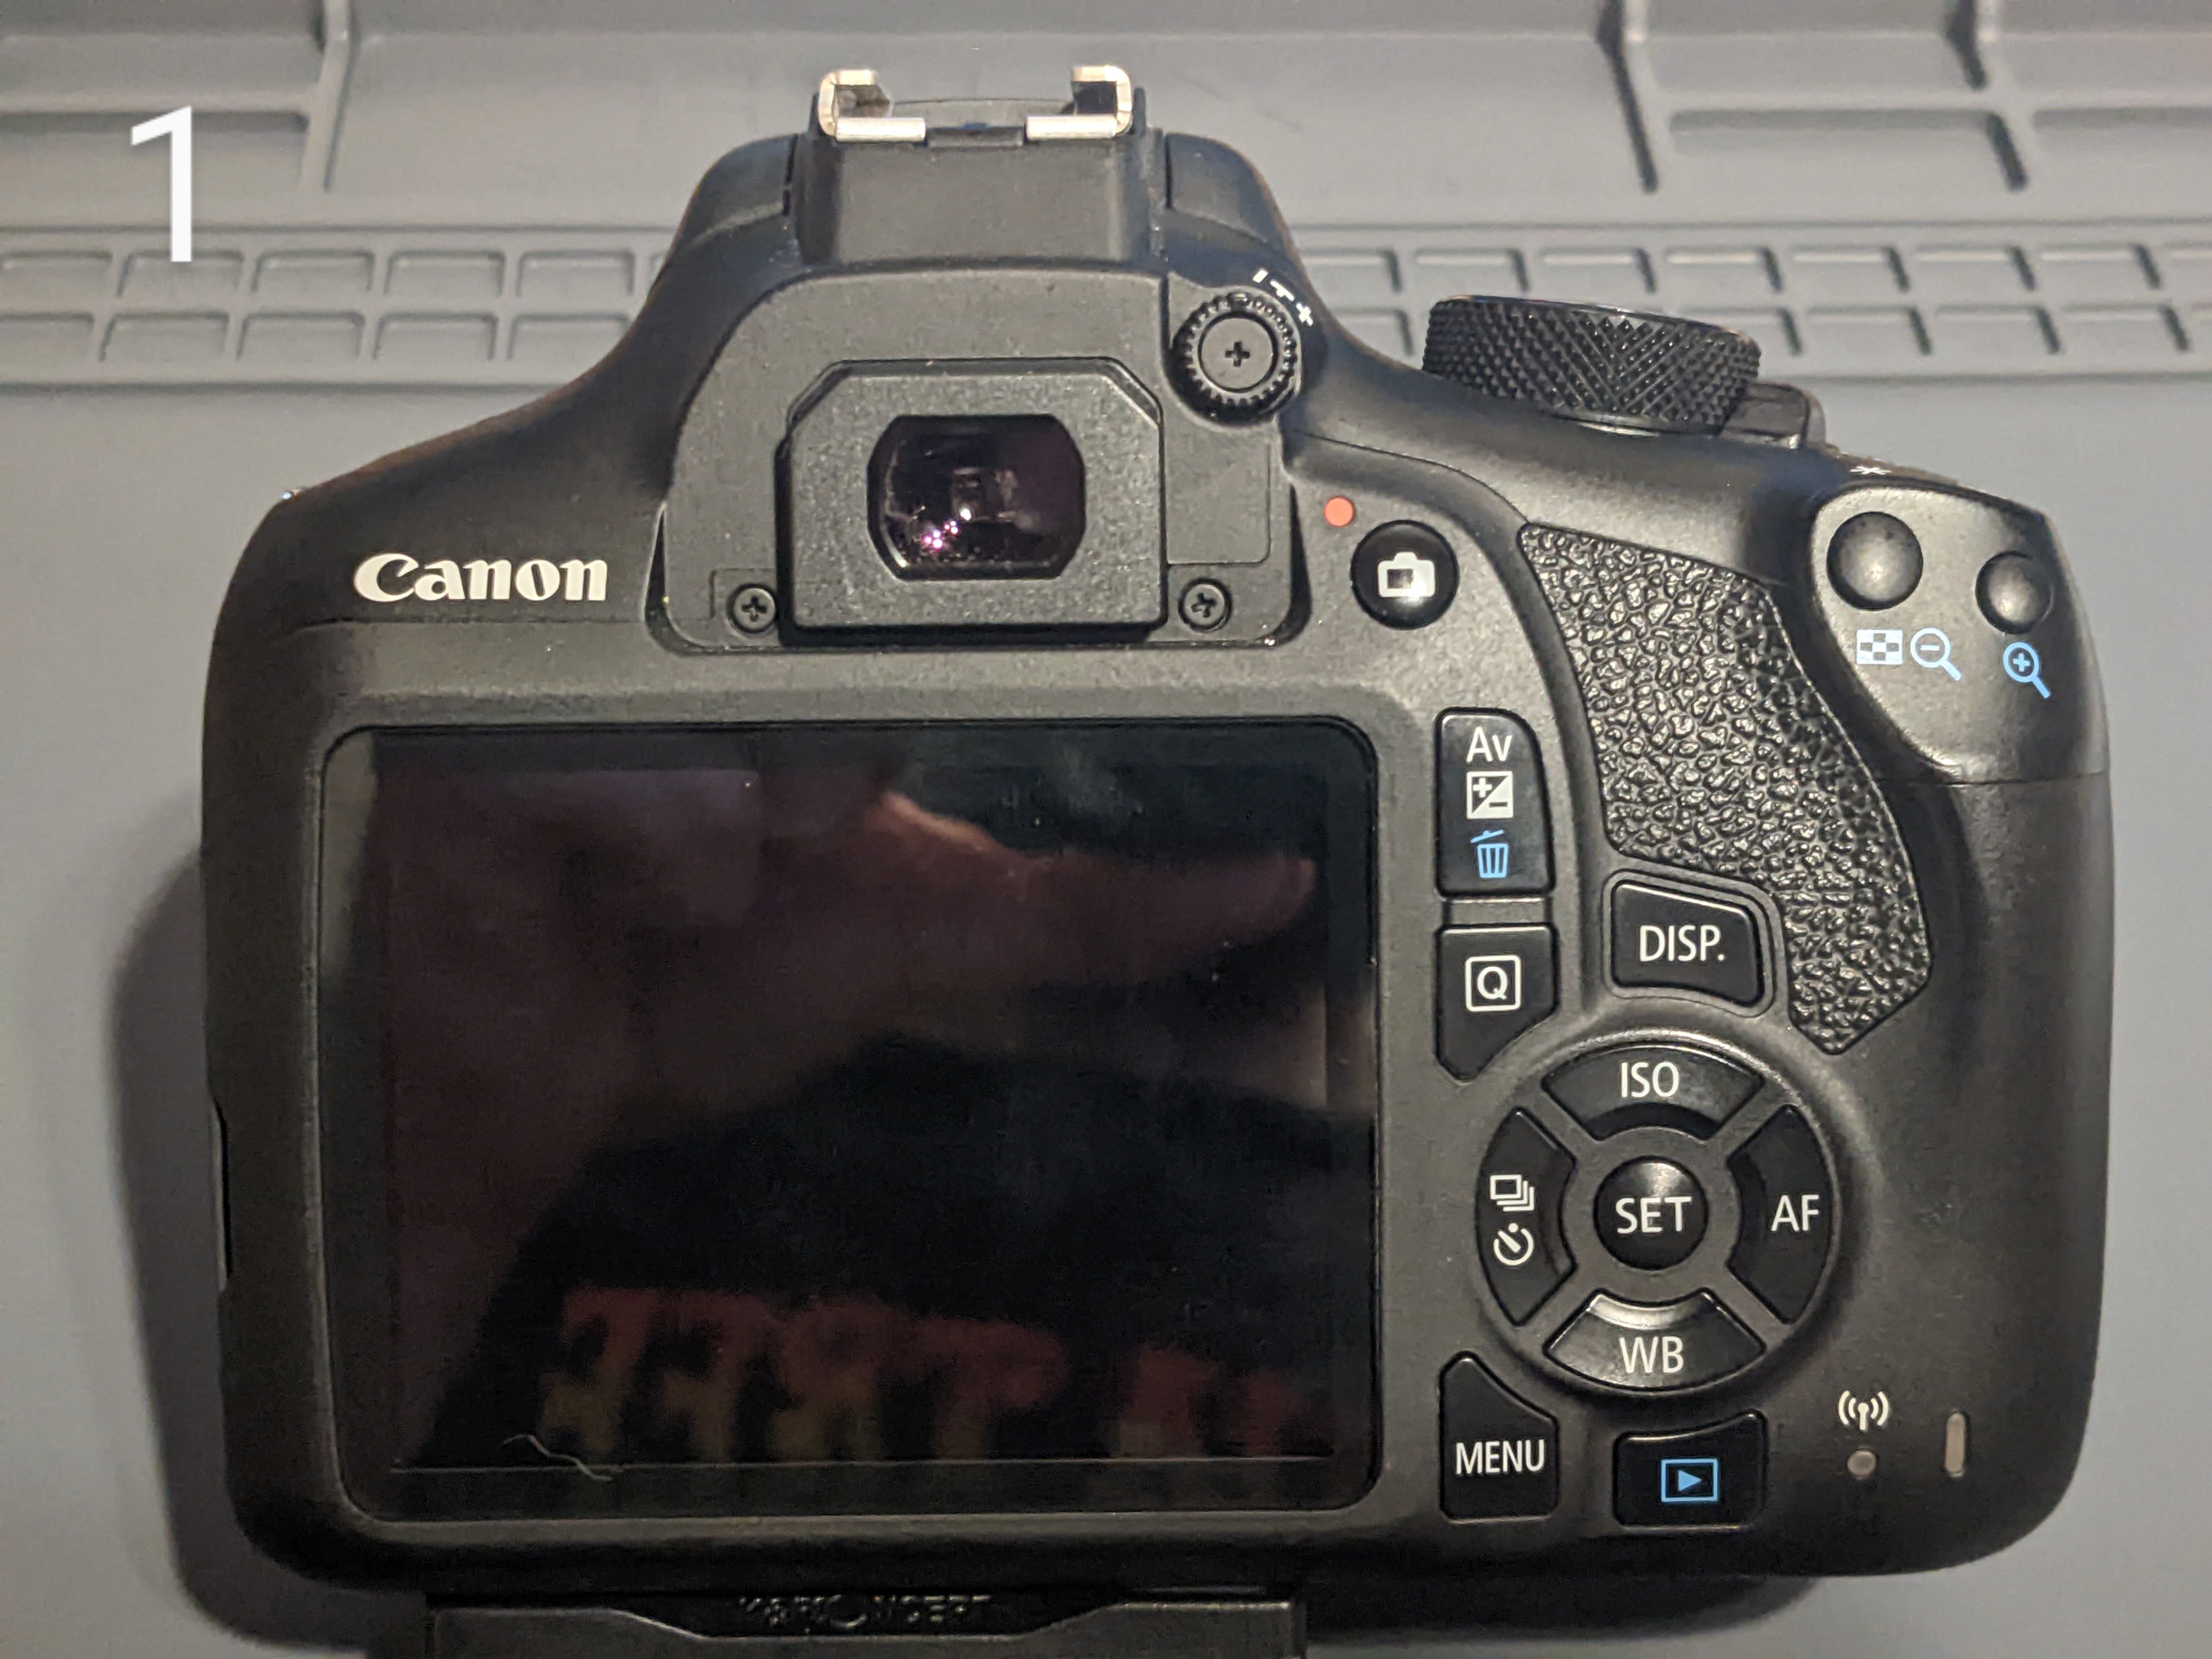 1
- +
Canon
Av
Q
DISP.
ISO
SET
AF
WB
MENU